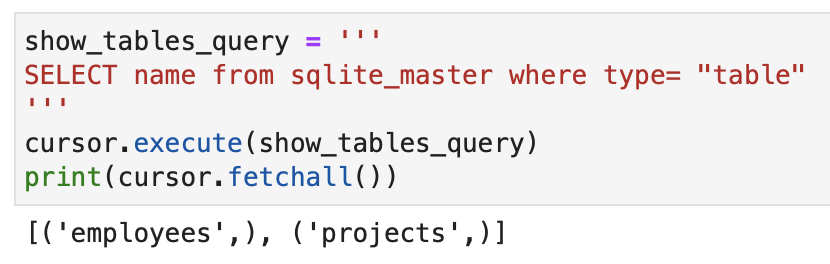 show_tables_query = '''
SELECT name from sqlite_master where type= "table"
'''
cursor.execute(show_tables_query)
print(cursor.fetchall())
[('employees',), ('projects',)]